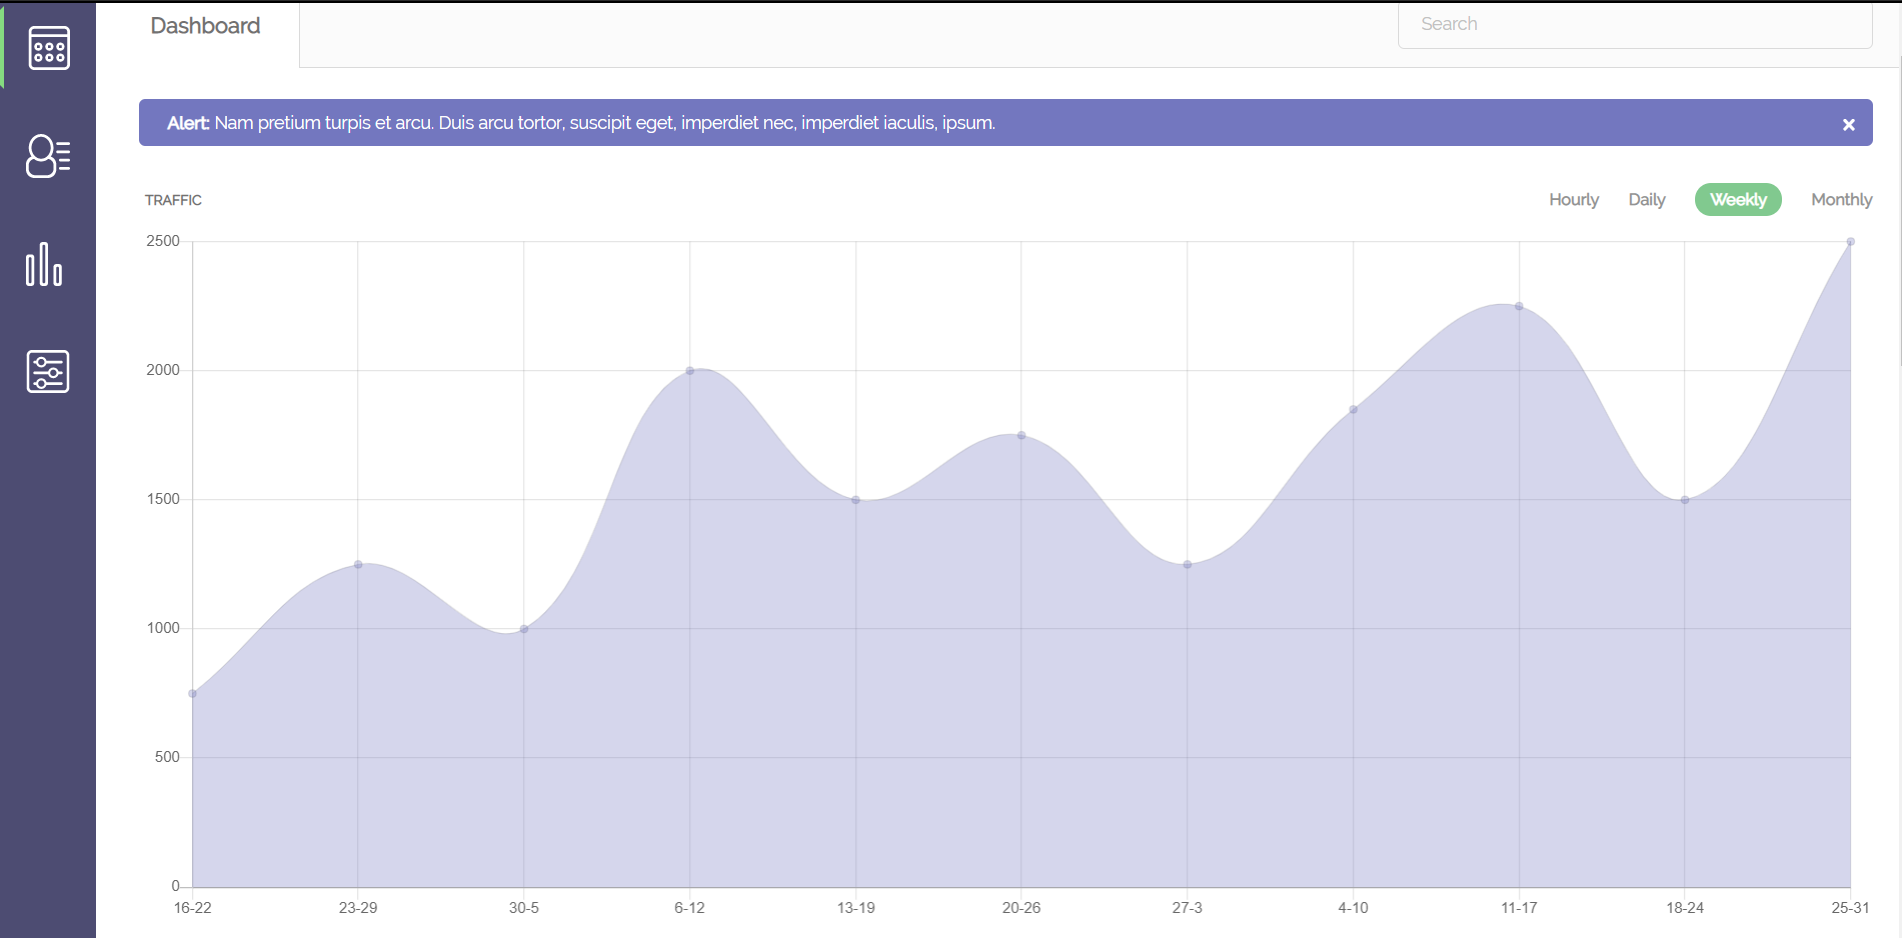 Dashboard
Search
Alert: Nam pretium turpis et arcu. Duis arcu tortor, suscipit eget, imperdiet nec, imperdiet iaculis, ipsum.
×
TRAFFIC
Hourly Daily Weekly Monthly
2500
2000
1500
1000
500
0
16-22 23-29 30-5 6-12 13-19 20-26 27-3 4-10 11-17 18-24 25-31